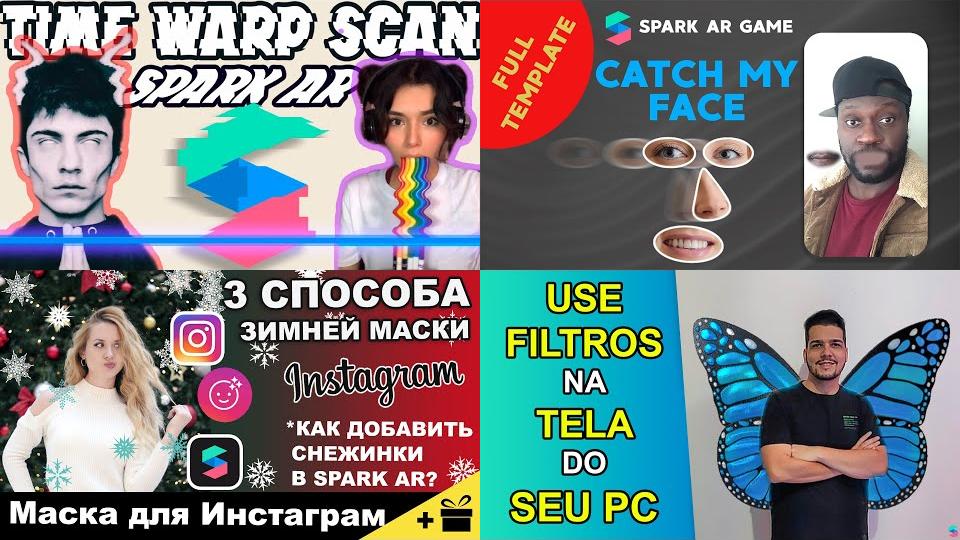 TIME WARP SCAN
SPARK AR
FULL
TEMPLATE
SPARK AR GAME
CATCH MY
FACE
3 СПОСОБА
ЗИМНЕЙ МАСКИ
Instagram
*КАК ДОБАВИТЬ
СНЕЖИНКИ
В SPARK AR?
Маска для Инстаграм
+
USE
FILTROS
NA
TELA
DO
SEU PC